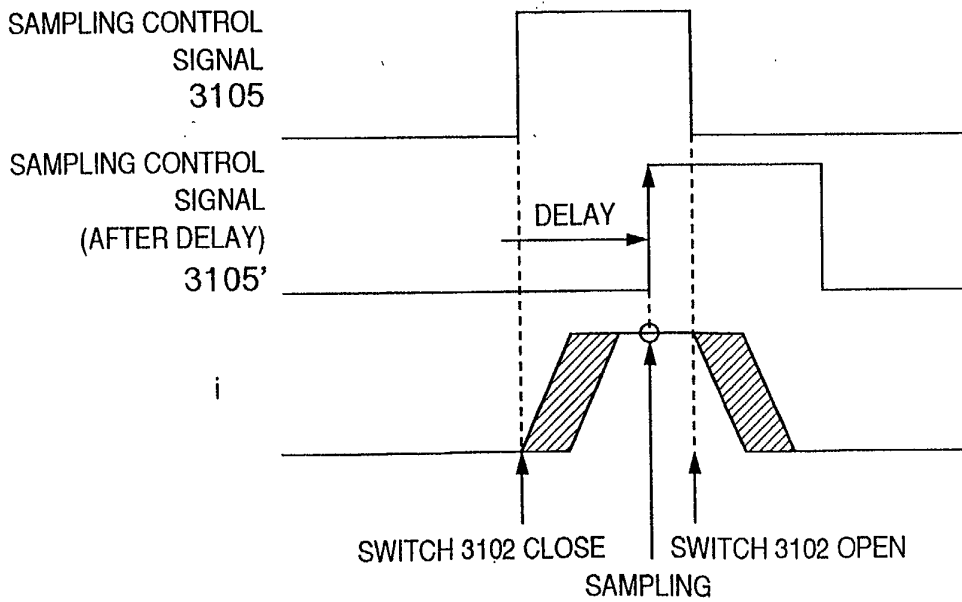 SAMPLING CONTROL
SIGNAL
3105
SAMPLING CONTROL
SIGNAL
(AFTER DELAY)
3105'
DELAY
i
SWITCH 3102 CLOSE
SWITCH 3102 OPEN
SAMPLING